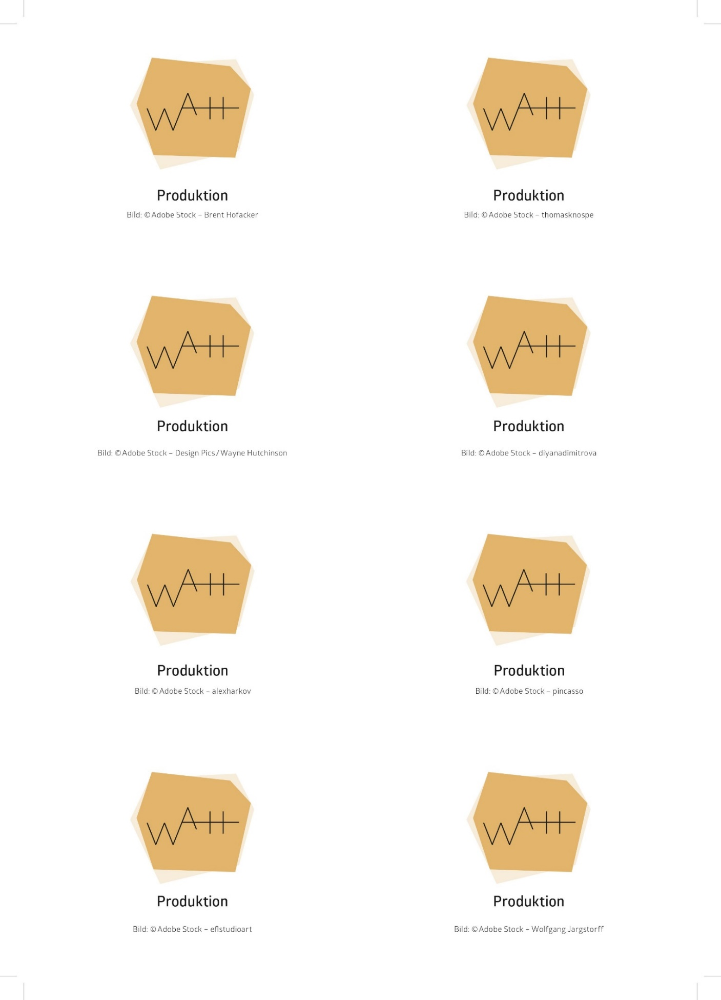 WAH
WAH
Produktion
Produktion
Bild: © Adobe Stock – Brent Hofacker
Bild: © Adobe Stock – thomasknospe
WAH
WAH
Produktion
Produktion
Bild: © Adobe Stock – Design Pics / Wayne Hutchinson
Bild: © Adobe Stock – diyanadimitrova
WAH
WAH
Produktion
Produktion
Bild: © Adobe Stock – alexharkov
Bild: © Adobe Stock – pincasso
WAH
WAH
Produktion
Produktion
Bild: © Adobe Stock – eflstudioart
Bild: © Adobe Stock – Wolfgang Jargstorff